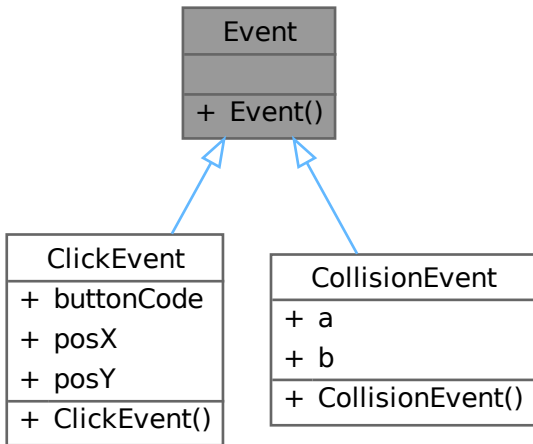 Event
+ Event()
ClickEvent
+ buttonCode
+ posX
+ posY
+ ClickEvent()
CollisionEvent
+ a
+ b
+ CollisionEvent()